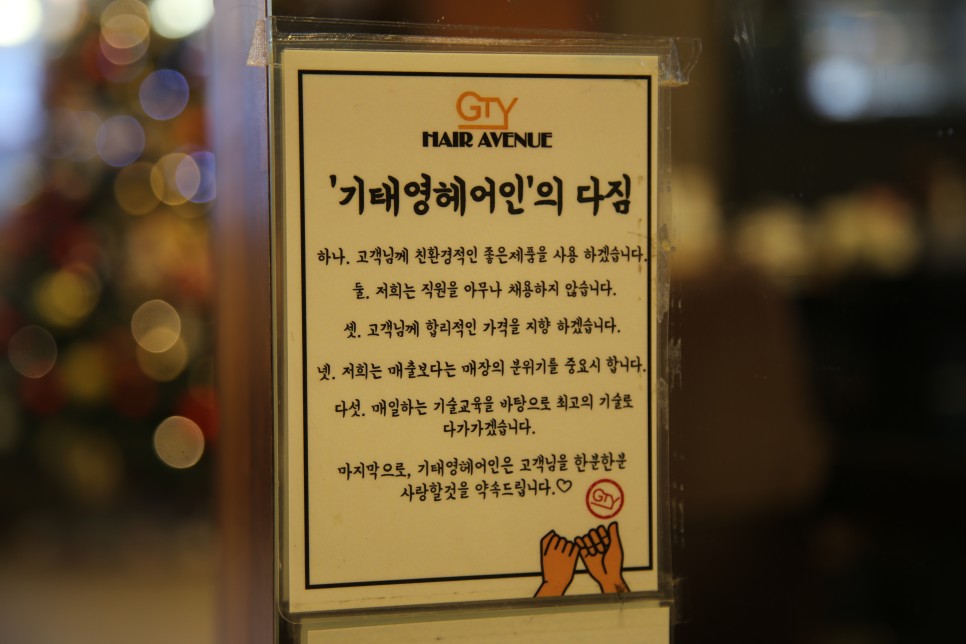 GTY
HAIR AVENUE
'기태영헤어인'의 다짐
하나. 고객님께 친환경적인 좋은제품을 사용 하겠습니다.
둘. 저희는 직원을 아무나 채용하지 않습니다.
셋. 고객님께 합리적인 가격을 지향 하겠습니다.
넷. 저희는 매출보다는 매장의 분위기를 중요시 합니다.
다섯. 매일하는 기술교육을 바탕으로 최고의 기술로
다가가겠습니다.
마지막으로, 기태영헤어인은 고객님을 한분한분
사랑할것을 약속드립니다.♡
GTY